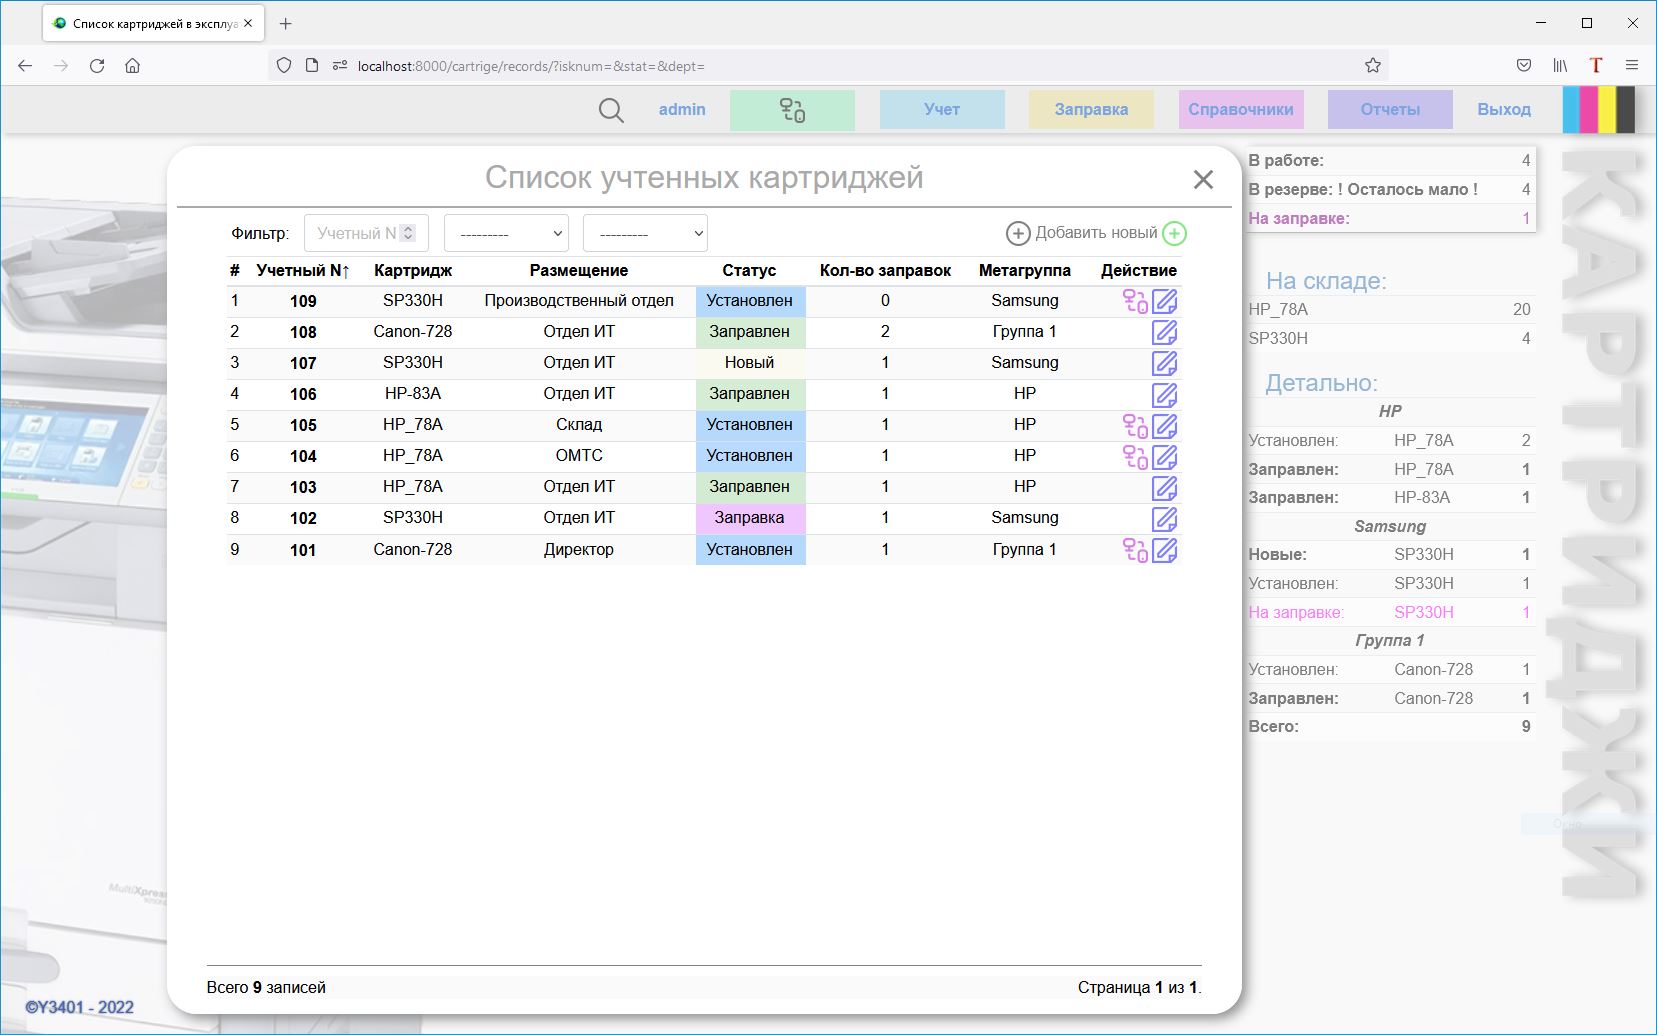 Список картриджей в эксплуа
localhost:8000/cartrige/records/?isknum=&stat=&dept=
admin
Учет
Заправка
Справочники
Отчеты
Выход
Список учтенных картриджей
Фильтр: Учетный N --------- ---------
Добавить новый
# Учетный N↑ Картридж Размещение Статус Кол-во заправок Метагруппа Действие
1 109 SP330H Производственный отдел Установлен 0 Samsung
2 108 Canon-728 Отдел ИТ Заправлен 2 Группа 1
3 107 SP330H Отдел ИТ Новый 1 Samsung
4 106 HP-83A Отдел ИТ Заправлен 1 HP
5 105 HP_78A Склад Установлен 1 HP
6 104 HP_78A ОМТС Установлен 1 HP
7 103 HP_78A Отдел ИТ Заправлен 1 HP
8 102 SP330H Отдел ИТ Заправка 1 Samsung
9 101 Canon-728 Директор Установлен 1 Группа 1
Всего 9 записей
Страница 1 из 1.
В работе: 4
В резерве: ! Осталось мало ! 4
На заправке: 1
На складе:
HP_78A 20
SP330H 4
Детально:
HP
Установлен: HP_78A 2
Заправлен: HP_78A 1
Заправлен: HP-83A 1
Samsung
Новые: SP330H 1
Установлен: SP330H 1
На заправке: SP330H 1
Группа 1
Установлен: Canon-728 1
Заправлен: Canon-728 1
Всего: 9
КАРТРИДЖИ
Окно
MultiXpress
©Y3401 - 2022